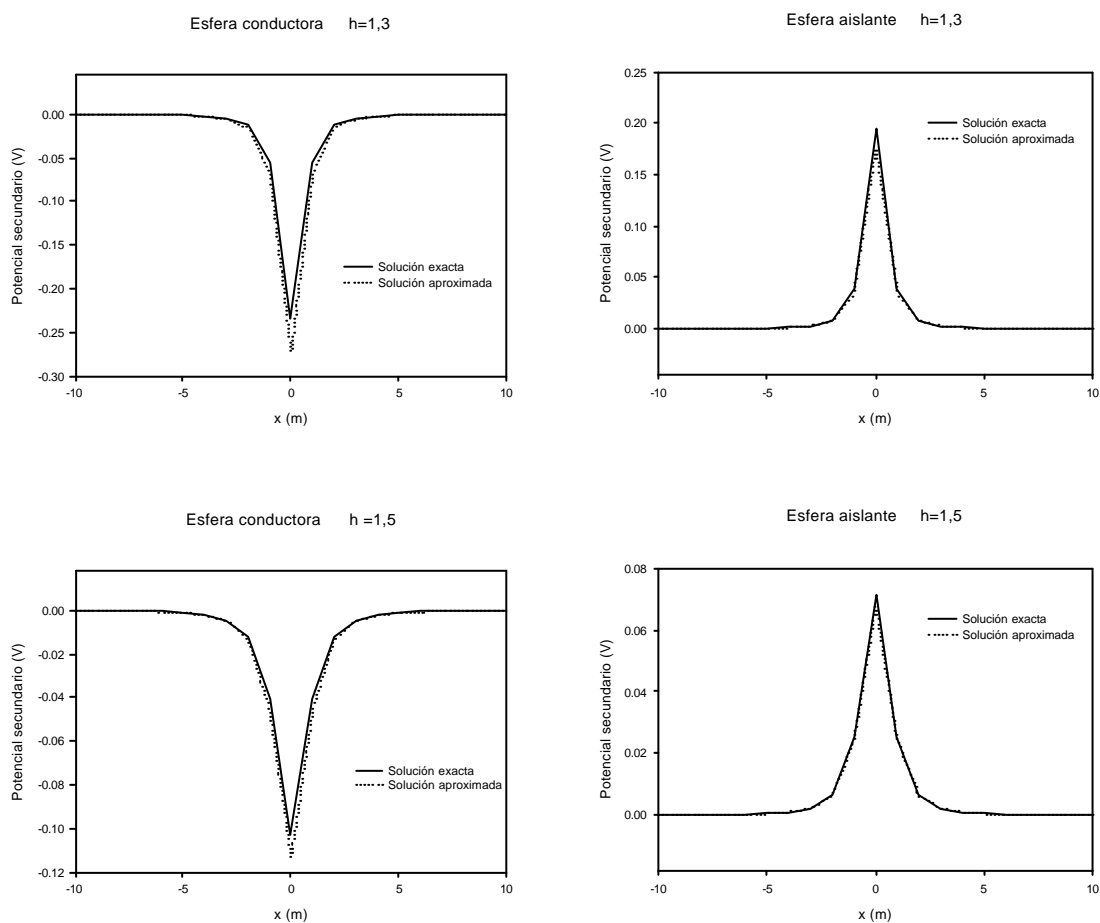 Esfera conductora h=1,3
0.00
-0.05
-0.10
-0.15
-0.20
-0.25
-0.30
Potencial secundário (V)
Solución exacta
Solución aproximada
-10
-5
0
5
10
x (m)
Esfera aislante h=1,3
0.25
0.20
0.15
0.10
0.05
0.00
Potencial secundário (V)
Solución exacta
Solución aproximada
-10
-5
0
5
10
x (m)
Esfera conductora h =1,5
0.00
-0.02
-0.04
-0.06
-0.08
-0.10
-0.12
Potencial secundário (V)
Solución exacta
Solución aproximada
-10
-5
0
5
10
x (m)
Esfera aislante h=1,5
0.08
0.06
0.04
0.02
0.00
Potencial secundário (V)
Solución exacta
Solución aproximada
-10
-5
0
5
10
x (m)